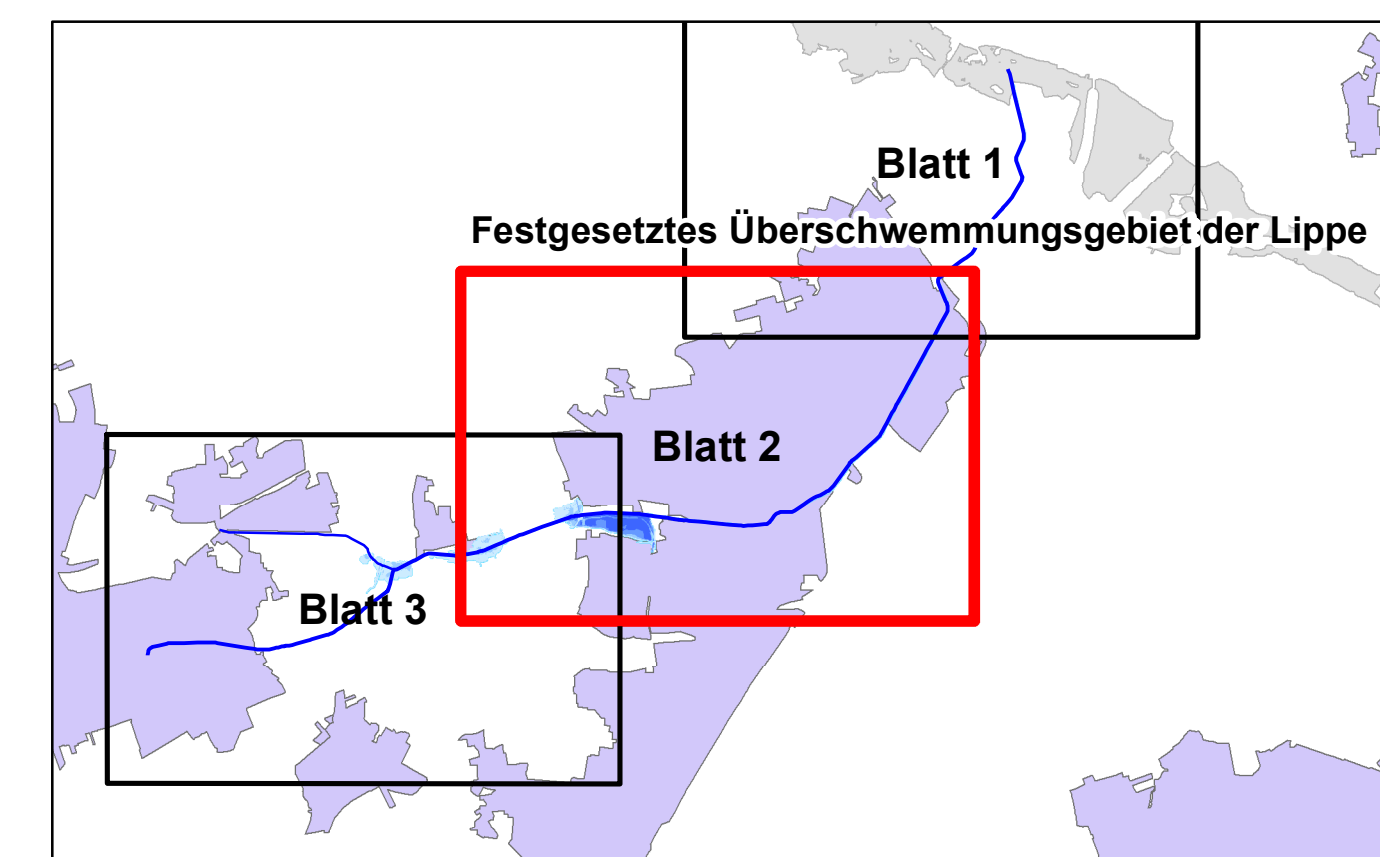 Blatt 1
Festgesetztes Überschwemmungsgebiet der Lippe
Blatt 2
Blatt 3